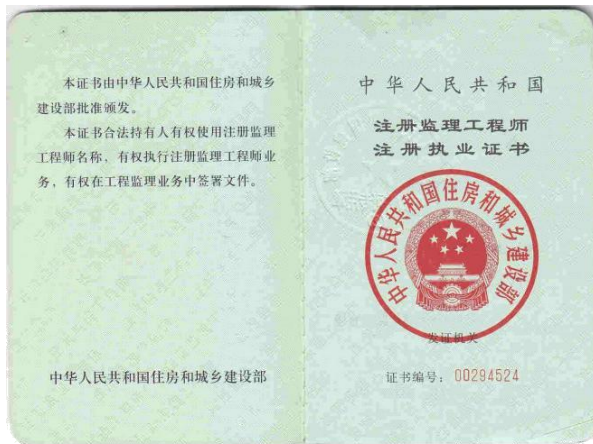 本证书由中华人民共和国住房和城乡
建设部批准颁发。
本证书合法持有人有权使用注册监理
工程师名称，有权执行注册监理工程师业
务，有权在工程监理业务中签署文件。
中华人民共和国住房和城乡建设部
中华人民共和国
注册监理工程师
注册执业证书
中华人民共和国住房和城乡建设部
发证机关
证书编号：00294524